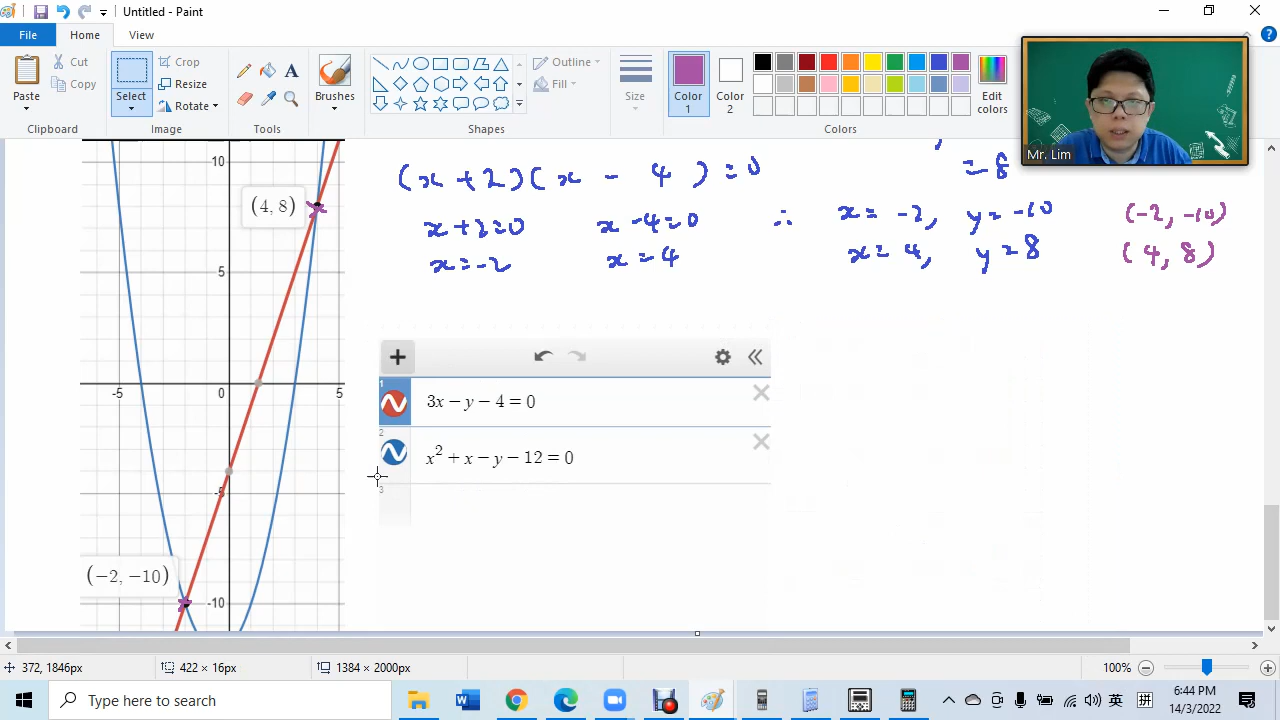 Untitled - Paint
File Home View
Paste
Cut
Copy
Clipboard
Select
Crop
Resize
Rotate
Image
Tools
Brushes
Shapes
Outline
Fill
Size
Color 1
Color 2
Edit colors
Colors
Mr. Lim
(x + 2)(x - 4) = 0
= 8
x + 2 = 0 x - 4 = 0 ∴ x = -2, y = -10 (-2, -10)
x = -2 x = 4 x = 4, y = 8 (4, 8)
10
(4, 8)
5
-5 0 5
-5
(−2, −10)
-10
1
3x − y − 4 = 0
2
x² + x − y − 12 = 0
3
372, 1846px 422 × 16px 1384 × 2000px 100%
Type here to search
英 拼
6:44 PM
14/3/2022